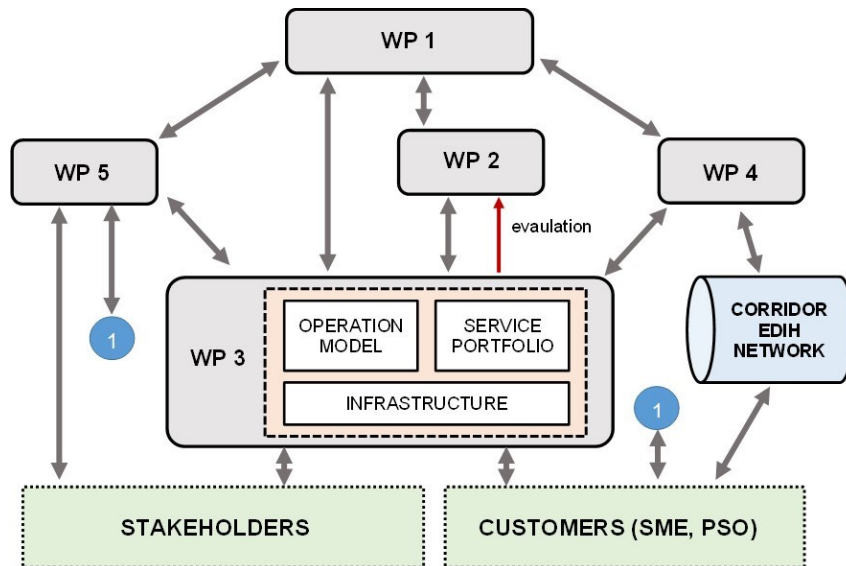 WP 1
WP 5
WP 2
WP 4
evaulation
1
WP 3
OPERATION
MODEL
SERVICE
PORTFOLIO
INFRASTRUCTURE
CORRIDOR
EDIH
NETWORK
1
STAKEHOLDERS
CUSTOMERS (SME, PSO)